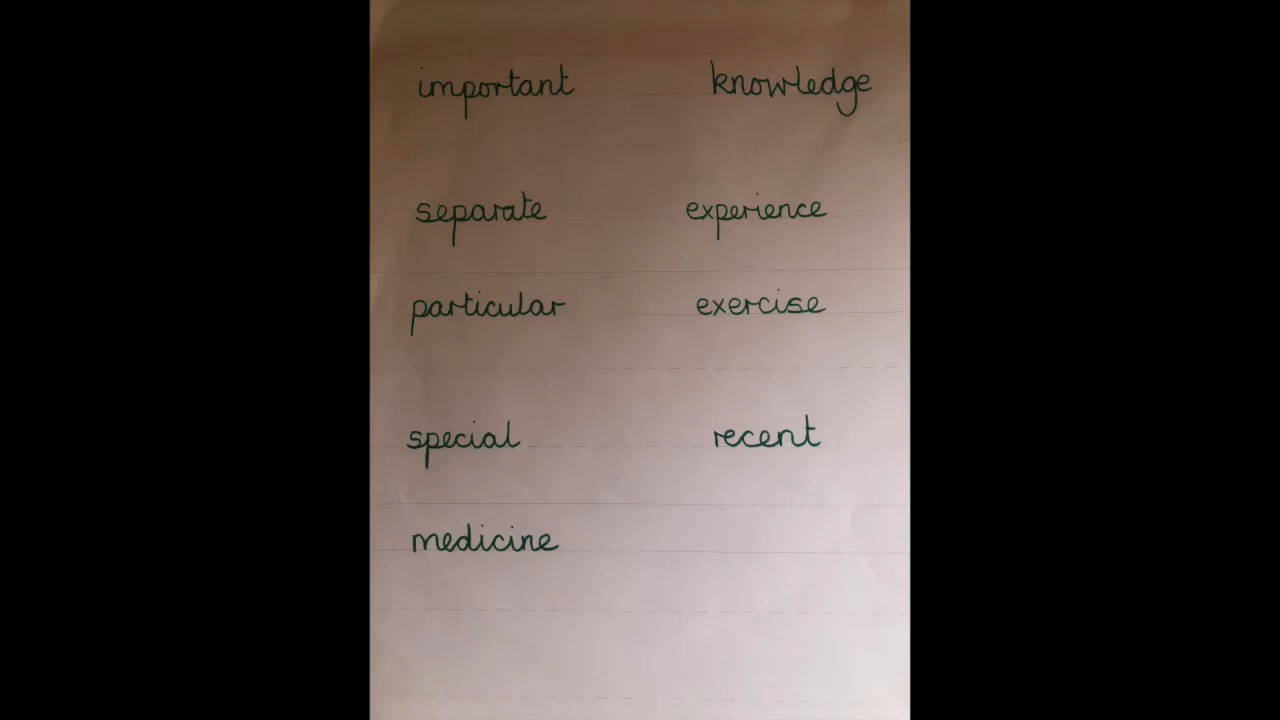 important knowledge
separate experience
particular exercise
special recent
medicine